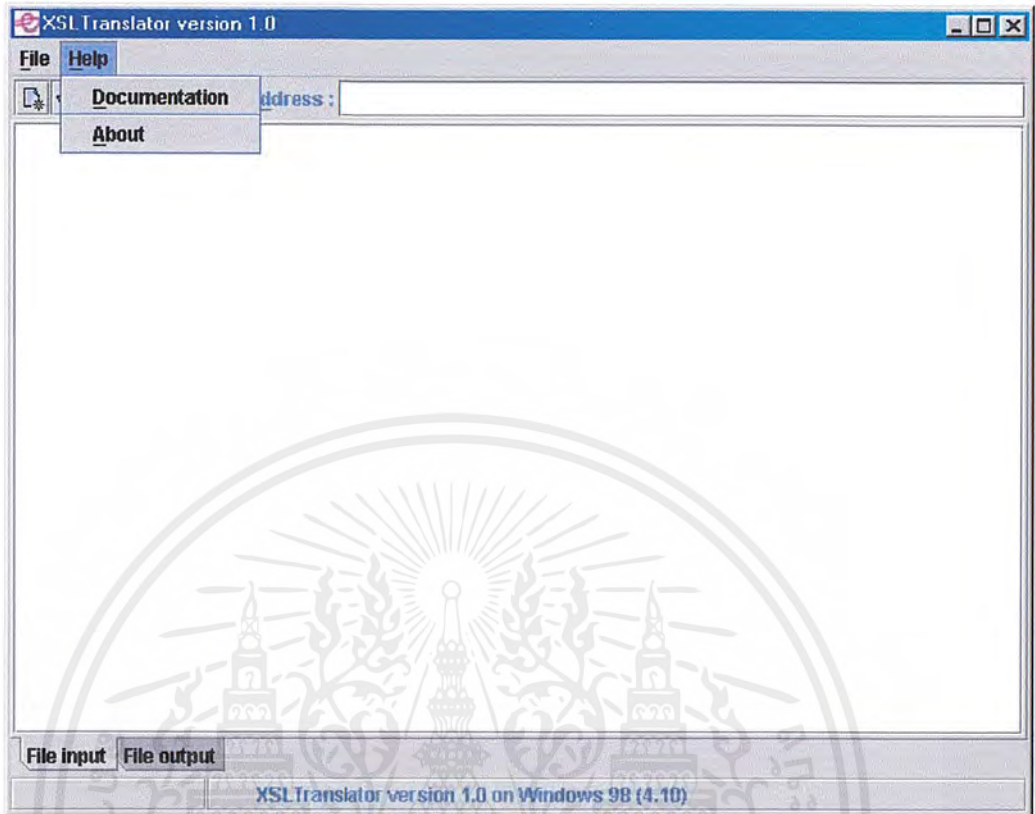 XSLTranslator version 1.0
File Help
Documentation
ddress :
About
File input File output
XSLTranslator version 1.0 on Windows 98 (4.10)